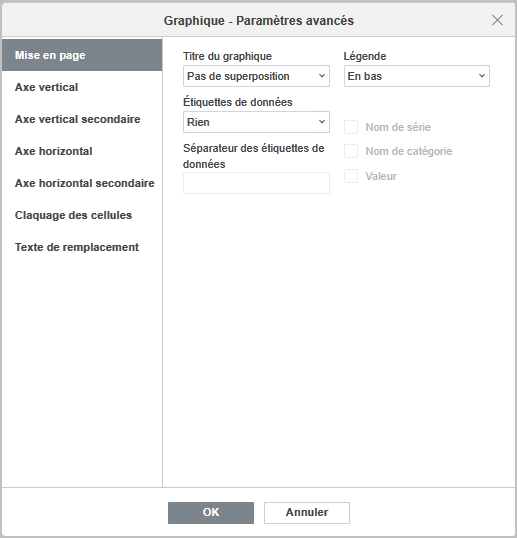 Graphique - Paramètres avancés
Mise en page
Axe vertical
Axe vertical secondaire
Axe horizontal
Axe horizontal secondaire
Claquage des cellules
Texte de remplacement
Titre du graphique
Pas de superposition
Légende
En bas
Étiquettes de données
Rien
Séparateur des étiquettes de
données
Nom de série
Nom de catégorie
Valeur
OK
Annuler